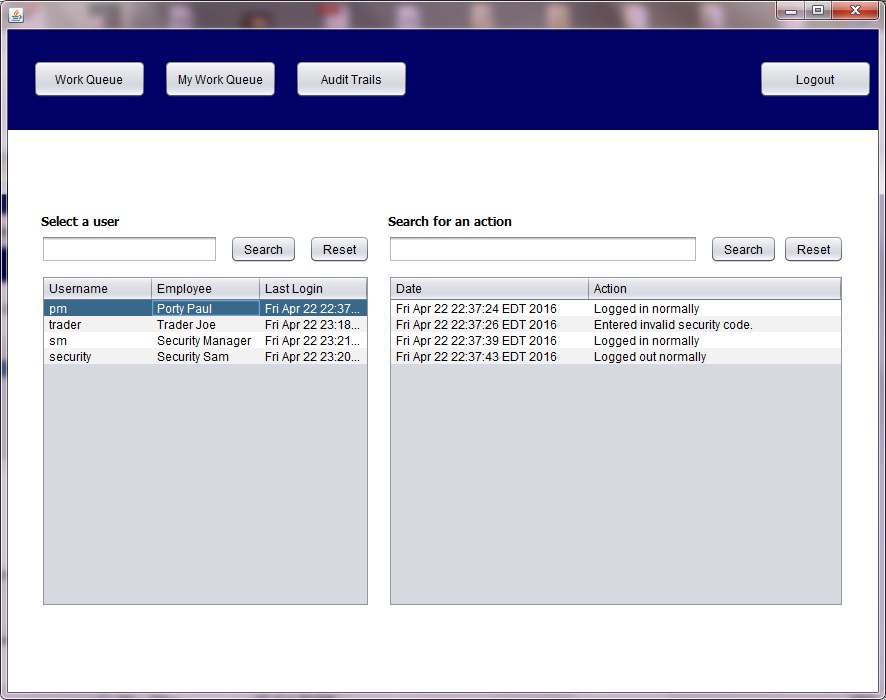 Work Queue My Work Queue Audit Trails Logout
Select a user Search for an action
Search Reset Search Reset
Username Employee Last Login Date Action
pm Porty Paul Fri Apr 22 22:37... Fri Apr 22 22:37:24 EDT 2016 Logged in normally
trader Trader Joe Fri Apr 22 23:18... Fri Apr 22 22:37:26 EDT 2016 Entered invalid security code.
sm Security Manager Fri Apr 22 23:21... Fri Apr 22 22:37:39 EDT 2016 Logged in normally
security Security Sam Fri Apr 22 23:20... Fri Apr 22 22:37:43 EDT 2016 Logged out normally